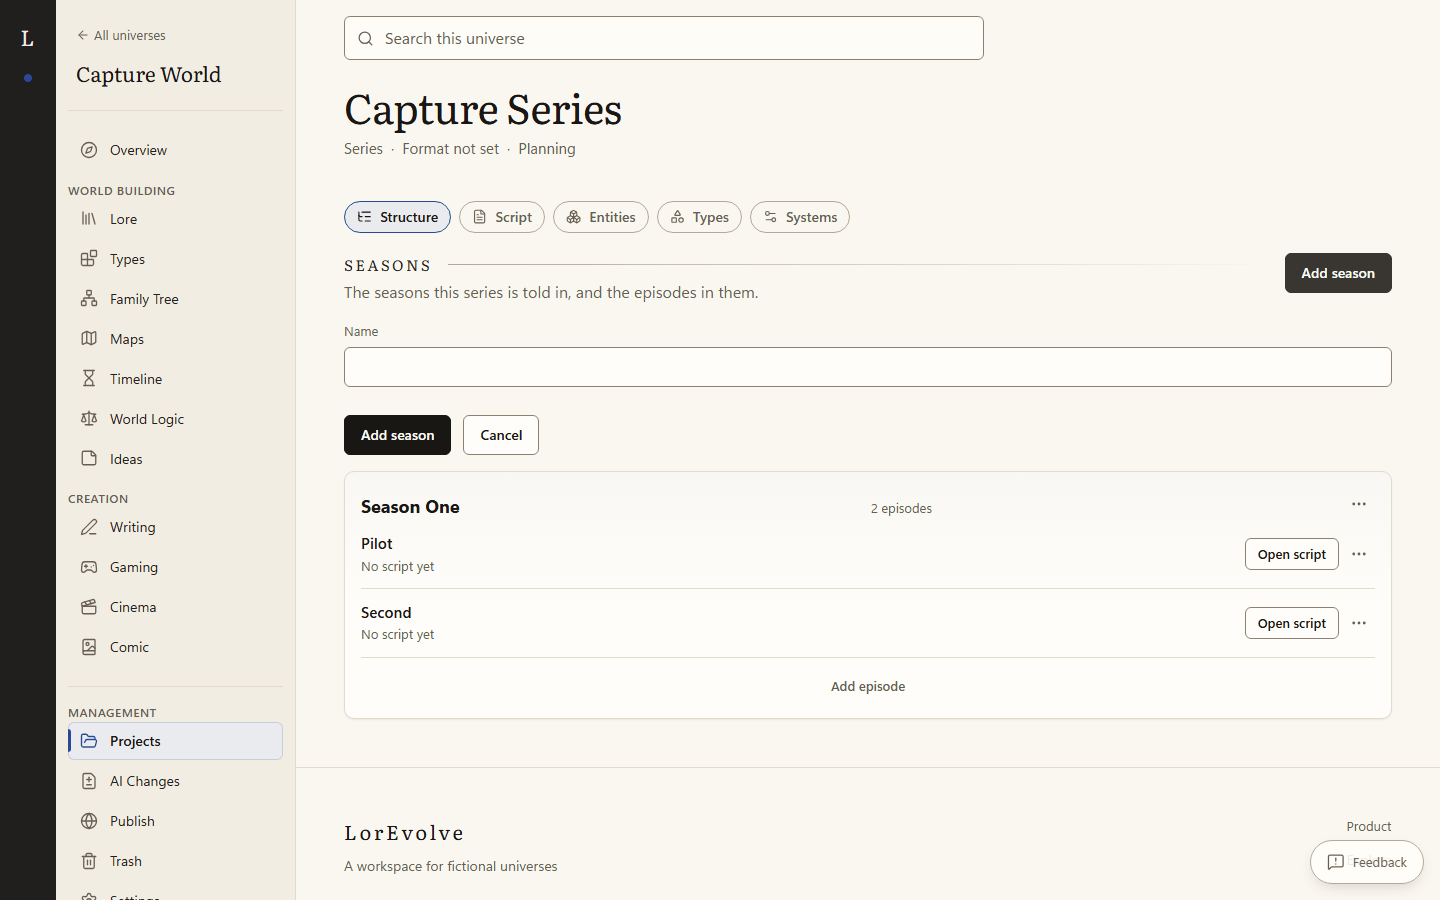 L
All universes
Capture World
Overview
WORLD BUILDING
Lore
Types
Family Tree
Maps
Timeline
World Logic
Ideas
CREATION
Writing
Gaming
Cinema
Comic
MANAGEMENT
Projects
AI Changes
Publish
Trash
Settings
Search this universe
Capture Series
Series · Format not set · Planning
Structure Script Entities Types Systems
SEASONS
Add season
The seasons this series is told in, and the episodes in them.
Name
Add season Cancel
Season One 2 episodes
Pilot
No script yet
Open script
Second
No script yet
Open script
Add episode
LorEvolve
A workspace for fictional universes
Product
Feedback